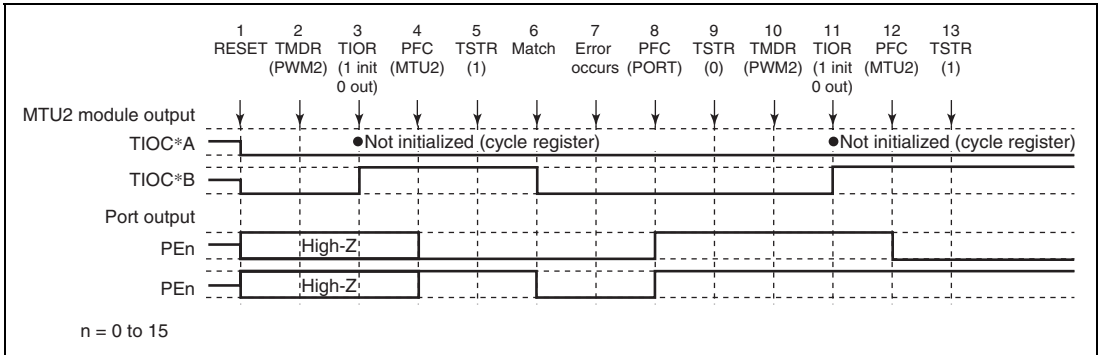 1 2 3 4 5 6 7 8 9 10 11 12 13
RESET TMDR TIOR PFC TSTR Match Error PFC TSTR TMDR TIOR PFC TSTR
(PWM2) (1 init (MTU2) (1) occurs (PORT) (0) (PWM2) (1 init (MTU2) (1)
0 out) 0 out)
MTU2 module output
TIOC*A ●Not initialized (cycle register) ●Not initialized (cycle register)
TIOC*B
Port output
PEn High-Z
PEn High-Z
n = 0 to 15